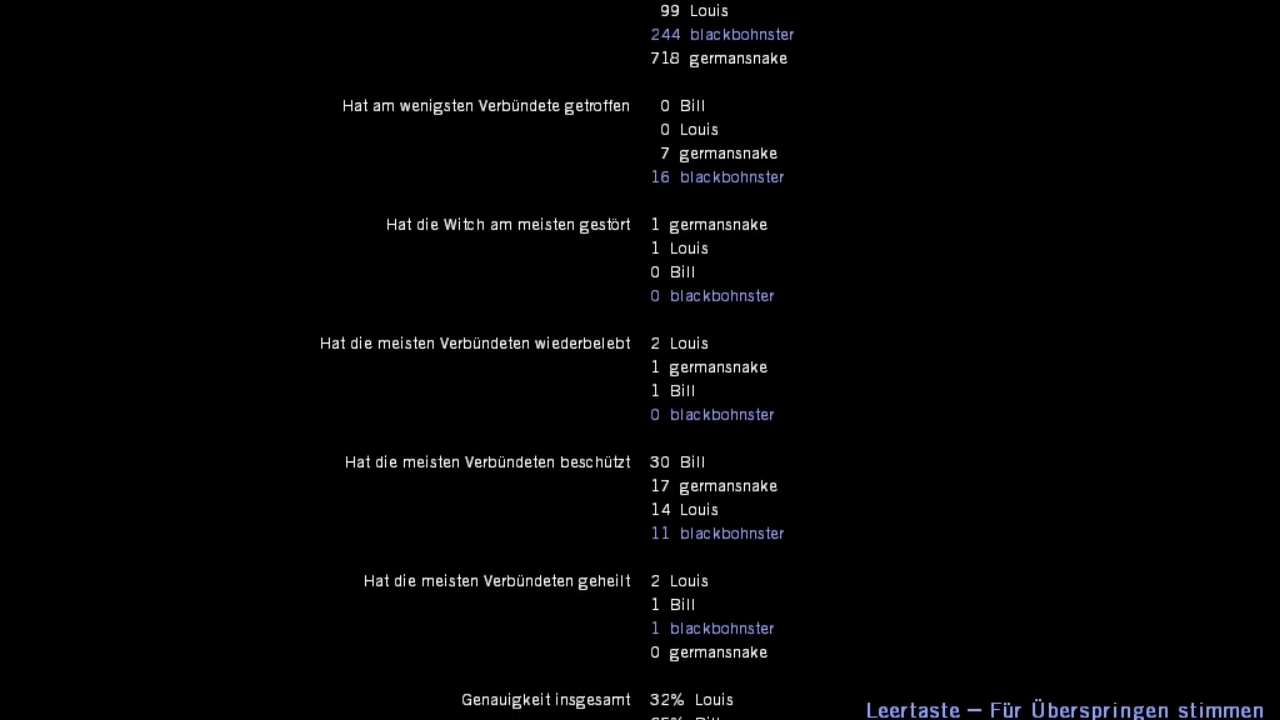 99 Louis
244 blackbohnster
718 germansnake
Hat am wenigsten Verbündete getroffen 0 Bill
0 Louis
7 germansnake
16 blackbohnster
Hat die Witch am meisten gestört 1 germansnake
1 Louis
0 Bill
0 blackbohnster
Hat die meisten Verbündeten wiederbelebt 2 Louis
1 germansnake
1 Bill
0 blackbohnster
Hat die meisten Verbündeten beschützt 30 Bill
17 germansnake
14 Louis
11 blackbohnster
Hat die meisten Verbündeten geheilt 2 Louis
1 Bill
1 blackbohnster
0 germansnake
Genauigkeit insgesamt 32% Louis
Leertaste – Für Überspringen stimmen